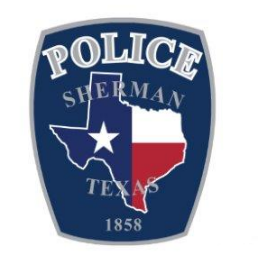 POLICE
SHERMAN
TEXAS
1858